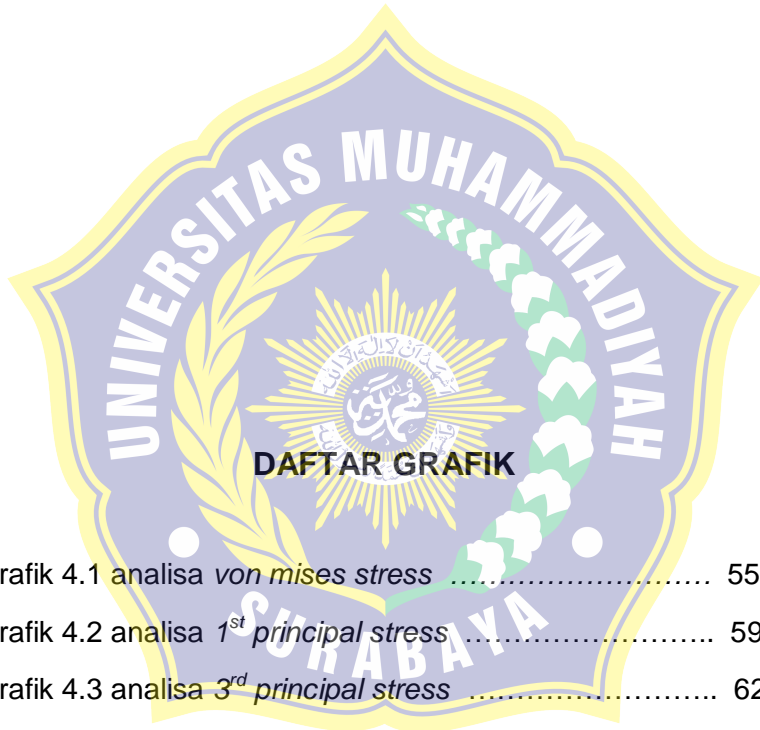 UNIVERSITAS MUHAMMADIYAH
DAFTAR GRAFIK
rafik 4.1 analisa von mises stress ……………………… 55
rafik 4.2 analisa 1st principal stress …………………….. 59
SURABAYA
rafik 4.3 analisa 3rd principal stress …………………….. 62